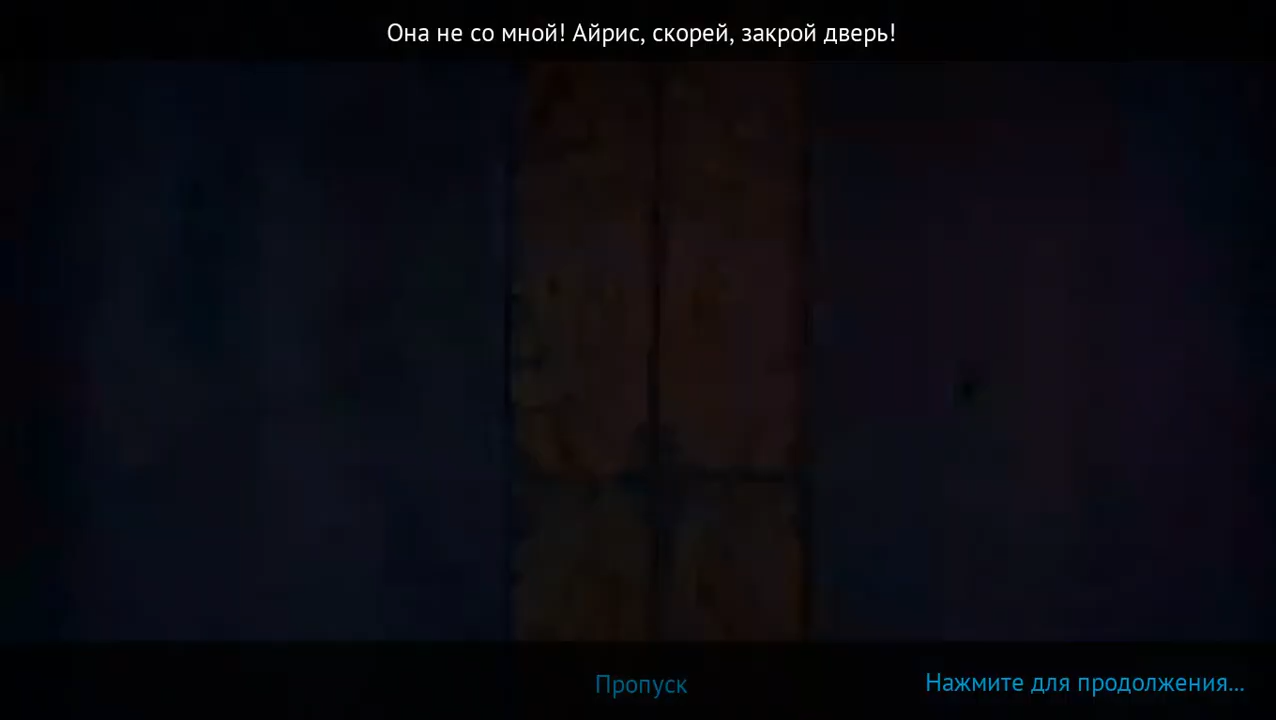 Она не со мной! Айрис, скорей, закрой дверь!
Пропуск
Нажмите для продолжения...